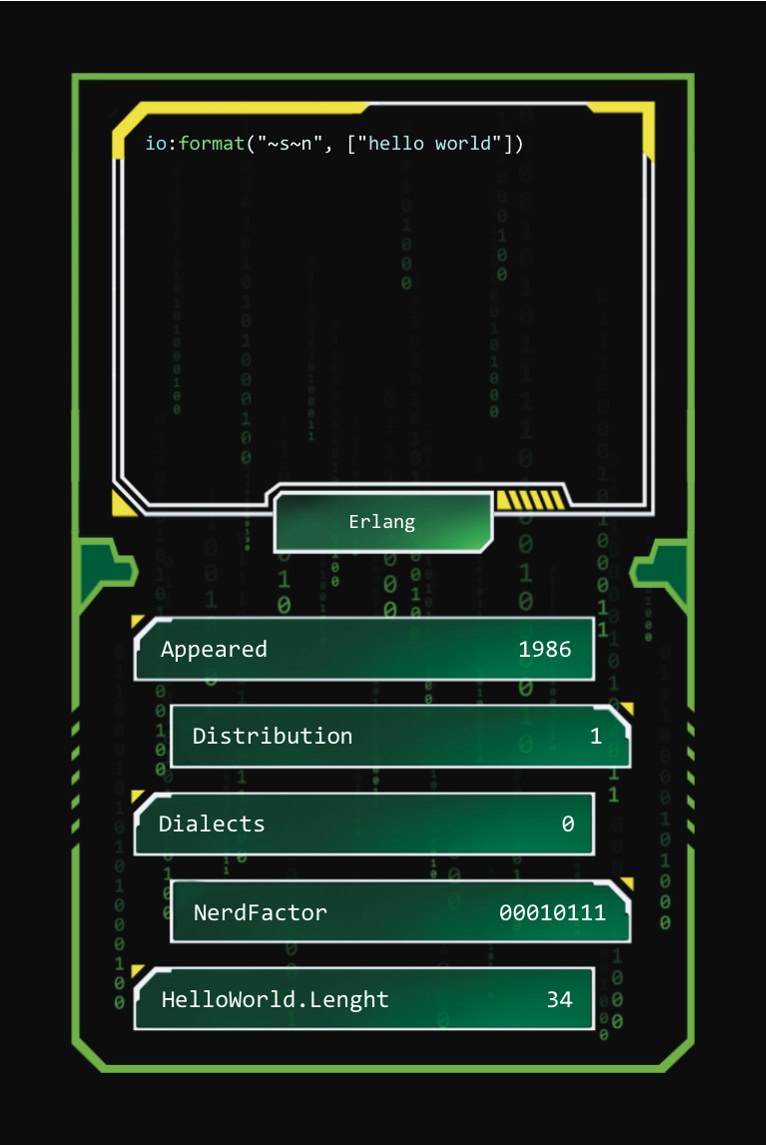 io:format("~s~n", ["hello world"])
Erlang
Appeared 1986
Distribution 1
Dialects 0
NerdFactor 00010111
HelloWorld.Lenght 34